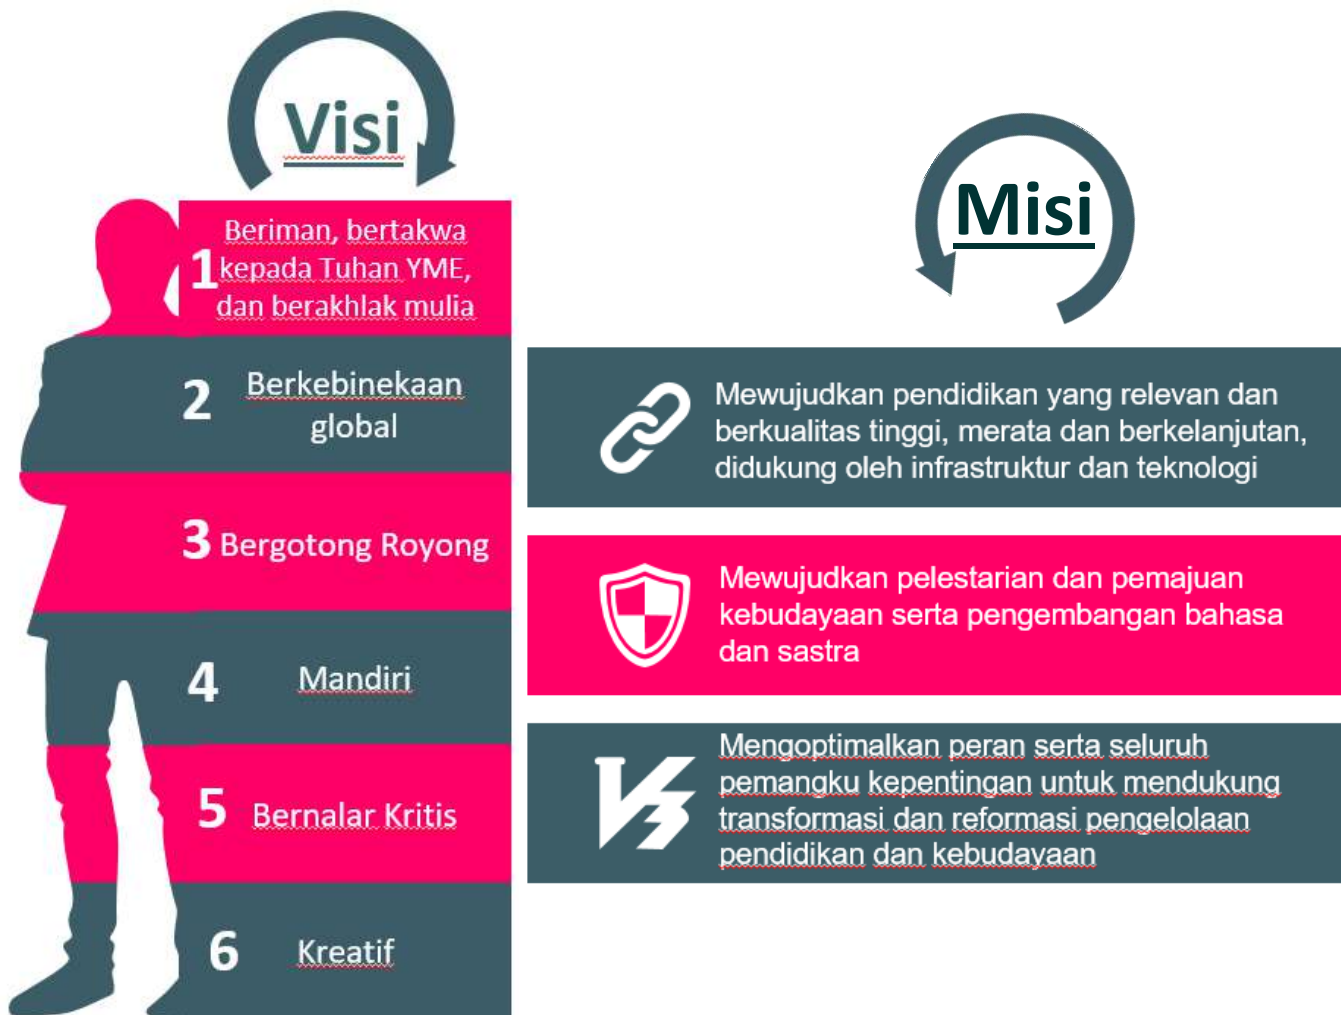 Visi
1
Beriman, bertakwa
kepada Tuhan YME,
dan berakhlak mulia
2
Berkebinekaan
global
3
Bergotong Royong
4
Mandiri
5
Bernalar Kritis
6
Kreatif
Misi
Mewujudkan pendidikan yang relevan dan
berkualitas tinggi, merata dan berkelanjutan,
didukung oleh infrastruktur dan teknologi
Mewujudkan pelestarian dan pemajuan
kebudayaan serta pengembangan bahasa
dan sastra
Mengoptimalkan peran serta seluruh
pemangku kepentingan untuk mendukung
transformasi dan reformasi pengelolaan
pendidikan dan kebudayaan